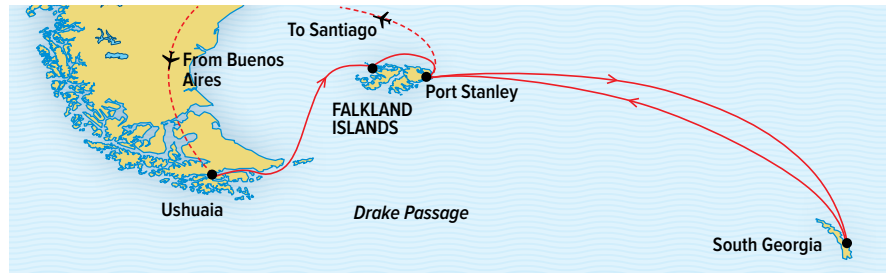 To Santiago
From Buenos
Aires
Port Stanley
FALKLAND
ISLANDS
Ushuaia
Drake Passage
South Georgia